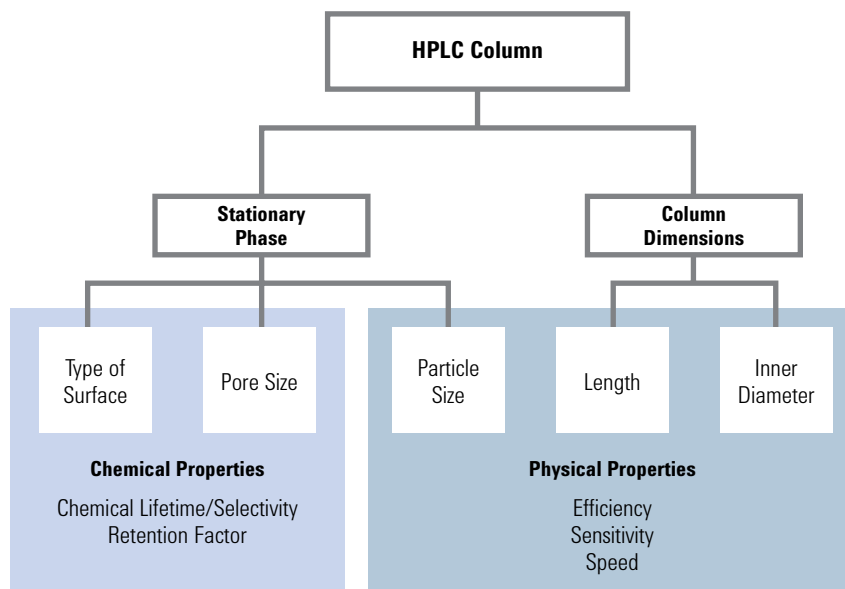 HPLC Column
Stationary
Phase
Column
Dimensions
Type of
Surface
Pore Size
Particle
Size
Length
Inner
Diameter
Chemical Properties
Chemical Lifetime/Selectivity
Retention Factor
Physical Properties
Efficiency
Sensitivity
Speed